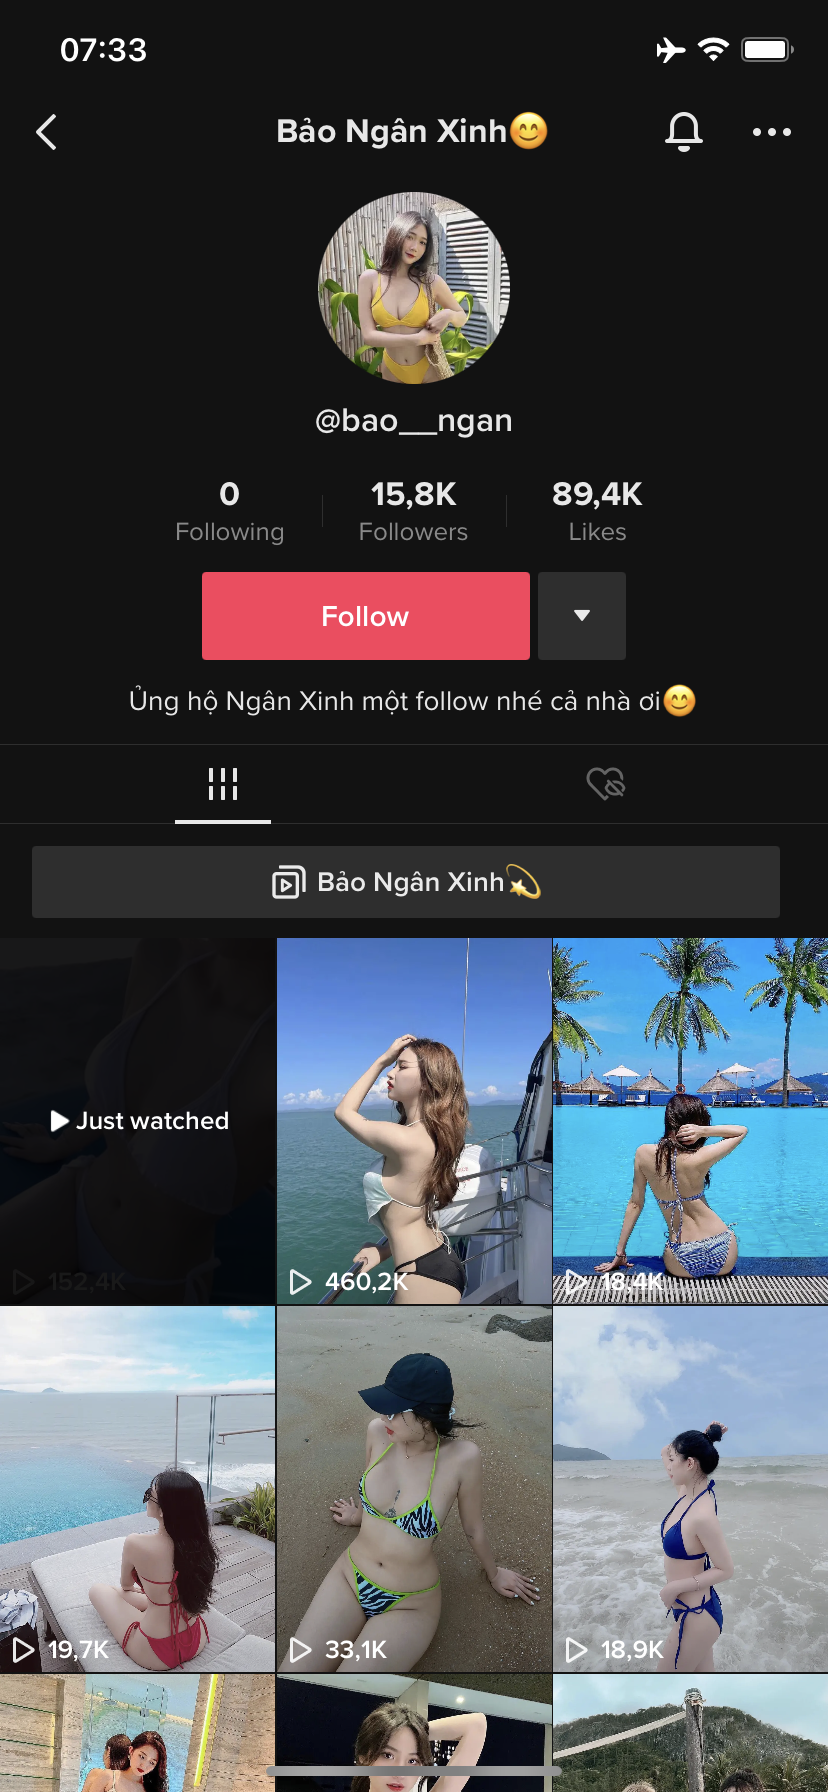 07:33
Bảo Ngân Xinh😊
@bao__ngan
0 15,8K 89,4K
Following Followers Likes
Follow
Ủng hộ Ngân Xinh một follow nhé cả nhà ơi😊
Bảo Ngân Xinh💫
Just watched
152,4K 460,2K 18,4K
19,7K 33,1K 18,9K